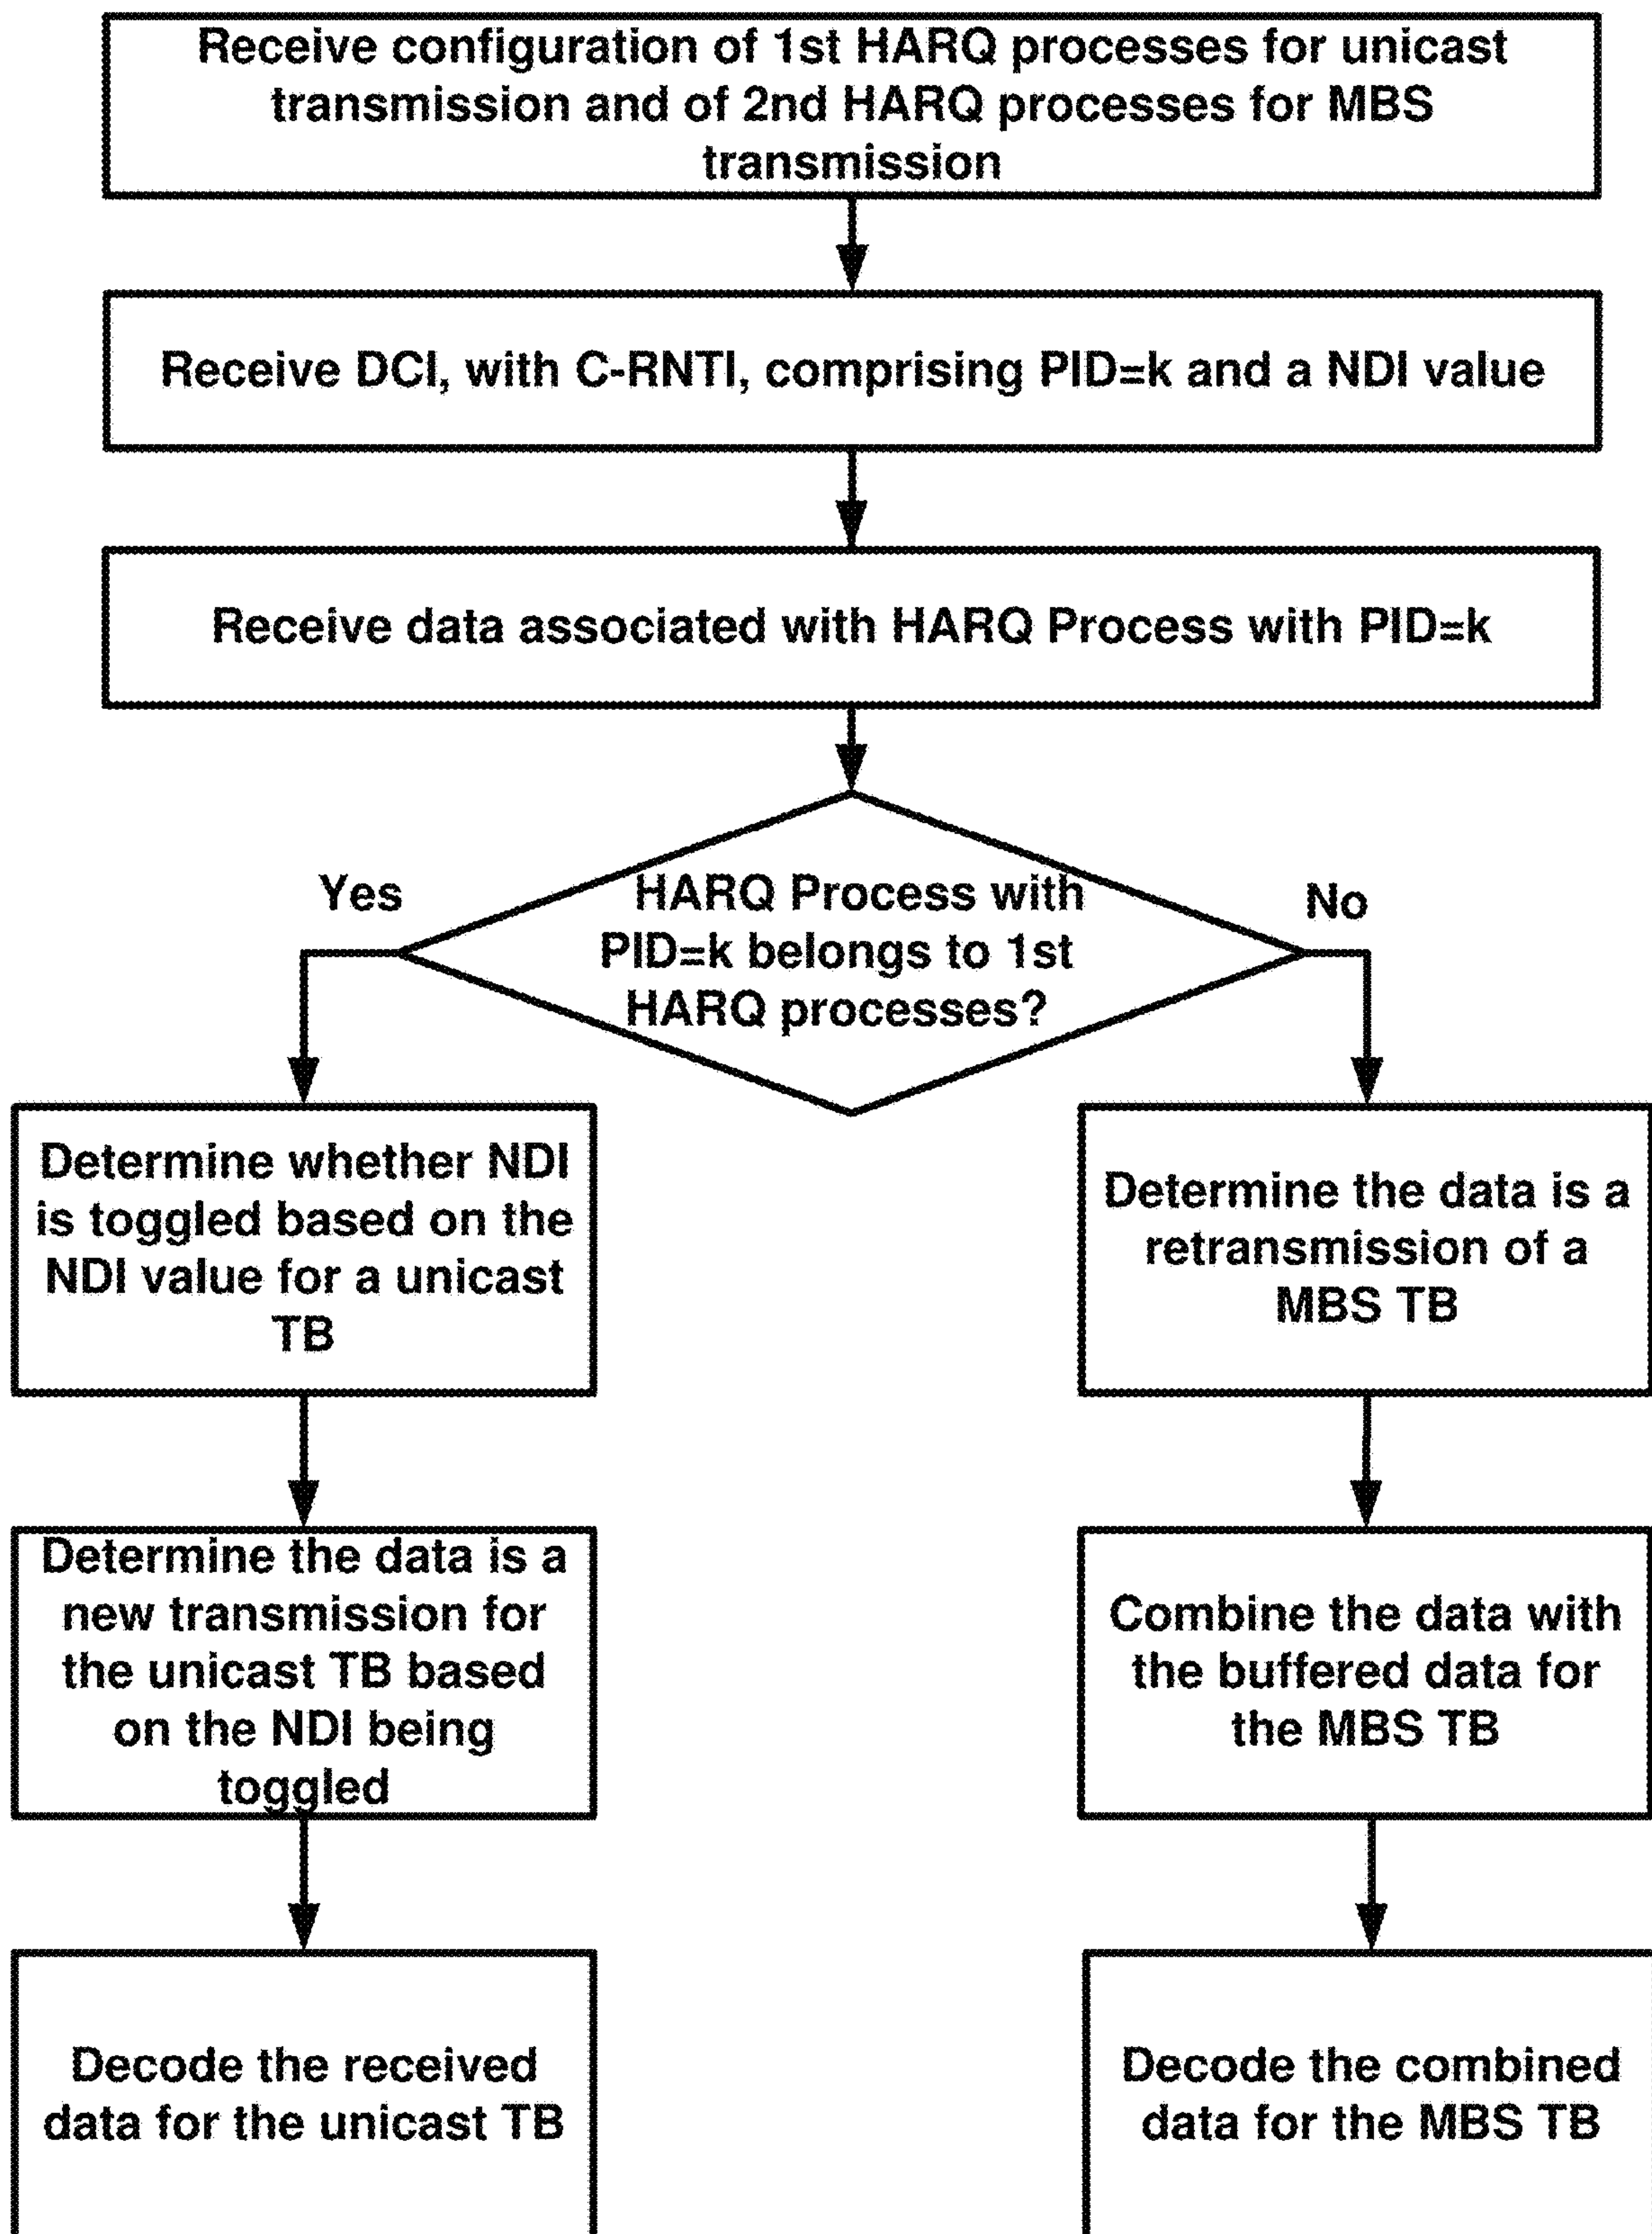 Receive configuration of 1st HARQ processes for unicast
transmission and of 2nd HARQ processes for MBS
transmission
Receive DCI, with C-RNTI, comprising PID=k and a NDI value
Receive data associated with HARQ Process with PID=k
Yes
HARQ Process with
PID=k belongs to 1st
HARQ processes?
No
Determine whether NDI
is toggled based on the
NDI value for a unicast
TB
Determine the data is a
retransmission of a
MBS TB
Determine the data is a
new transmission for
the unicast TB based
on the NDI being
toggled
Combine the data with
the buffered data for
the MBS TB
Decode the received
data for the unicast TB
Decode the combined
data for the MBS TB